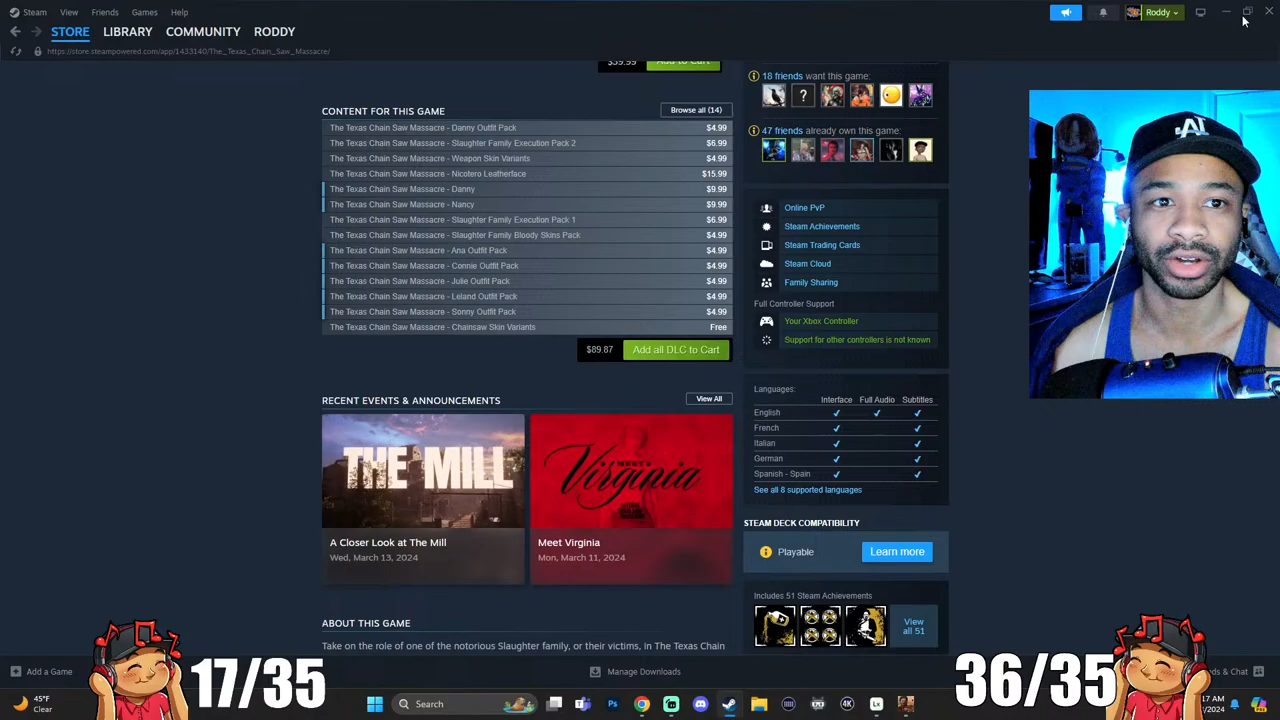 Steam View Friends Games Help
Roddy
STORE LIBRARY COMMUNITY RODDY
https://store.steampowered.com/app/1433140/The_Texas_Chain_Saw_Massacre/
$39.99 Add to Cart
CONTENT FOR THIS GAME
Browse all (14)
The Texas Chain Saw Massacre - Danny Outfit Pack $4.99
The Texas Chain Saw Massacre - Slaughter Family Execution Pack 2 $6.99
The Texas Chain Saw Massacre - Weapon Skin Variants $4.99
The Texas Chain Saw Massacre - Nicotero Leatherface $15.99
The Texas Chain Saw Massacre - Danny $9.99
The Texas Chain Saw Massacre - Nancy $9.99
The Texas Chain Saw Massacre - Slaughter Family Execution Pack 1 $6.99
The Texas Chain Saw Massacre - Slaughter Family Bloody Skins Pack $4.99
The Texas Chain Saw Massacre - Ana Outfit Pack $4.99
The Texas Chain Saw Massacre - Connie Outfit Pack $4.99
The Texas Chain Saw Massacre - Julie Outfit Pack $4.99
The Texas Chain Saw Massacre - Leland Outfit Pack $4.99
The Texas Chain Saw Massacre - Sonny Outfit Pack $4.99
The Texas Chain Saw Massacre - Chainsaw Skin Variants Free
$89.87 Add all DLC to Cart
RECENT EVENTS & ANNOUNCEMENTS
View All
THE MILL
MEET
Virginia
A Closer Look at The Mill
Wed, March 13, 2024
Meet Virginia
Mon, March 11, 2024
ABOUT THIS GAME
Take on the role of one of the notorious Slaughter family, or their victims, in The Texas Chain
18 friends want this game:
?
47 friends already own this game:
Online PvP
Steam Achievements
Steam Trading Cards
Steam Cloud
Family Sharing
Full Controller Support
Your Xbox Controller
Support for other controllers is not known
Languages:
Interface Full Audio Subtitles
English ✔ ✔ ✔
French ✔ ✔
Italian ✔ ✔
German ✔ ✔
Spanish - Spain ✔ ✔
See all 8 supported languages
STEAM DECK COMPATIBILITY
Playable
Learn more
Includes 51 Steam Achievements
View
all 51
AI
Add a Game
Manage Downloads
ds & Chat
17/35
36/35
45°F
Clear
Search
17 AM
/2024